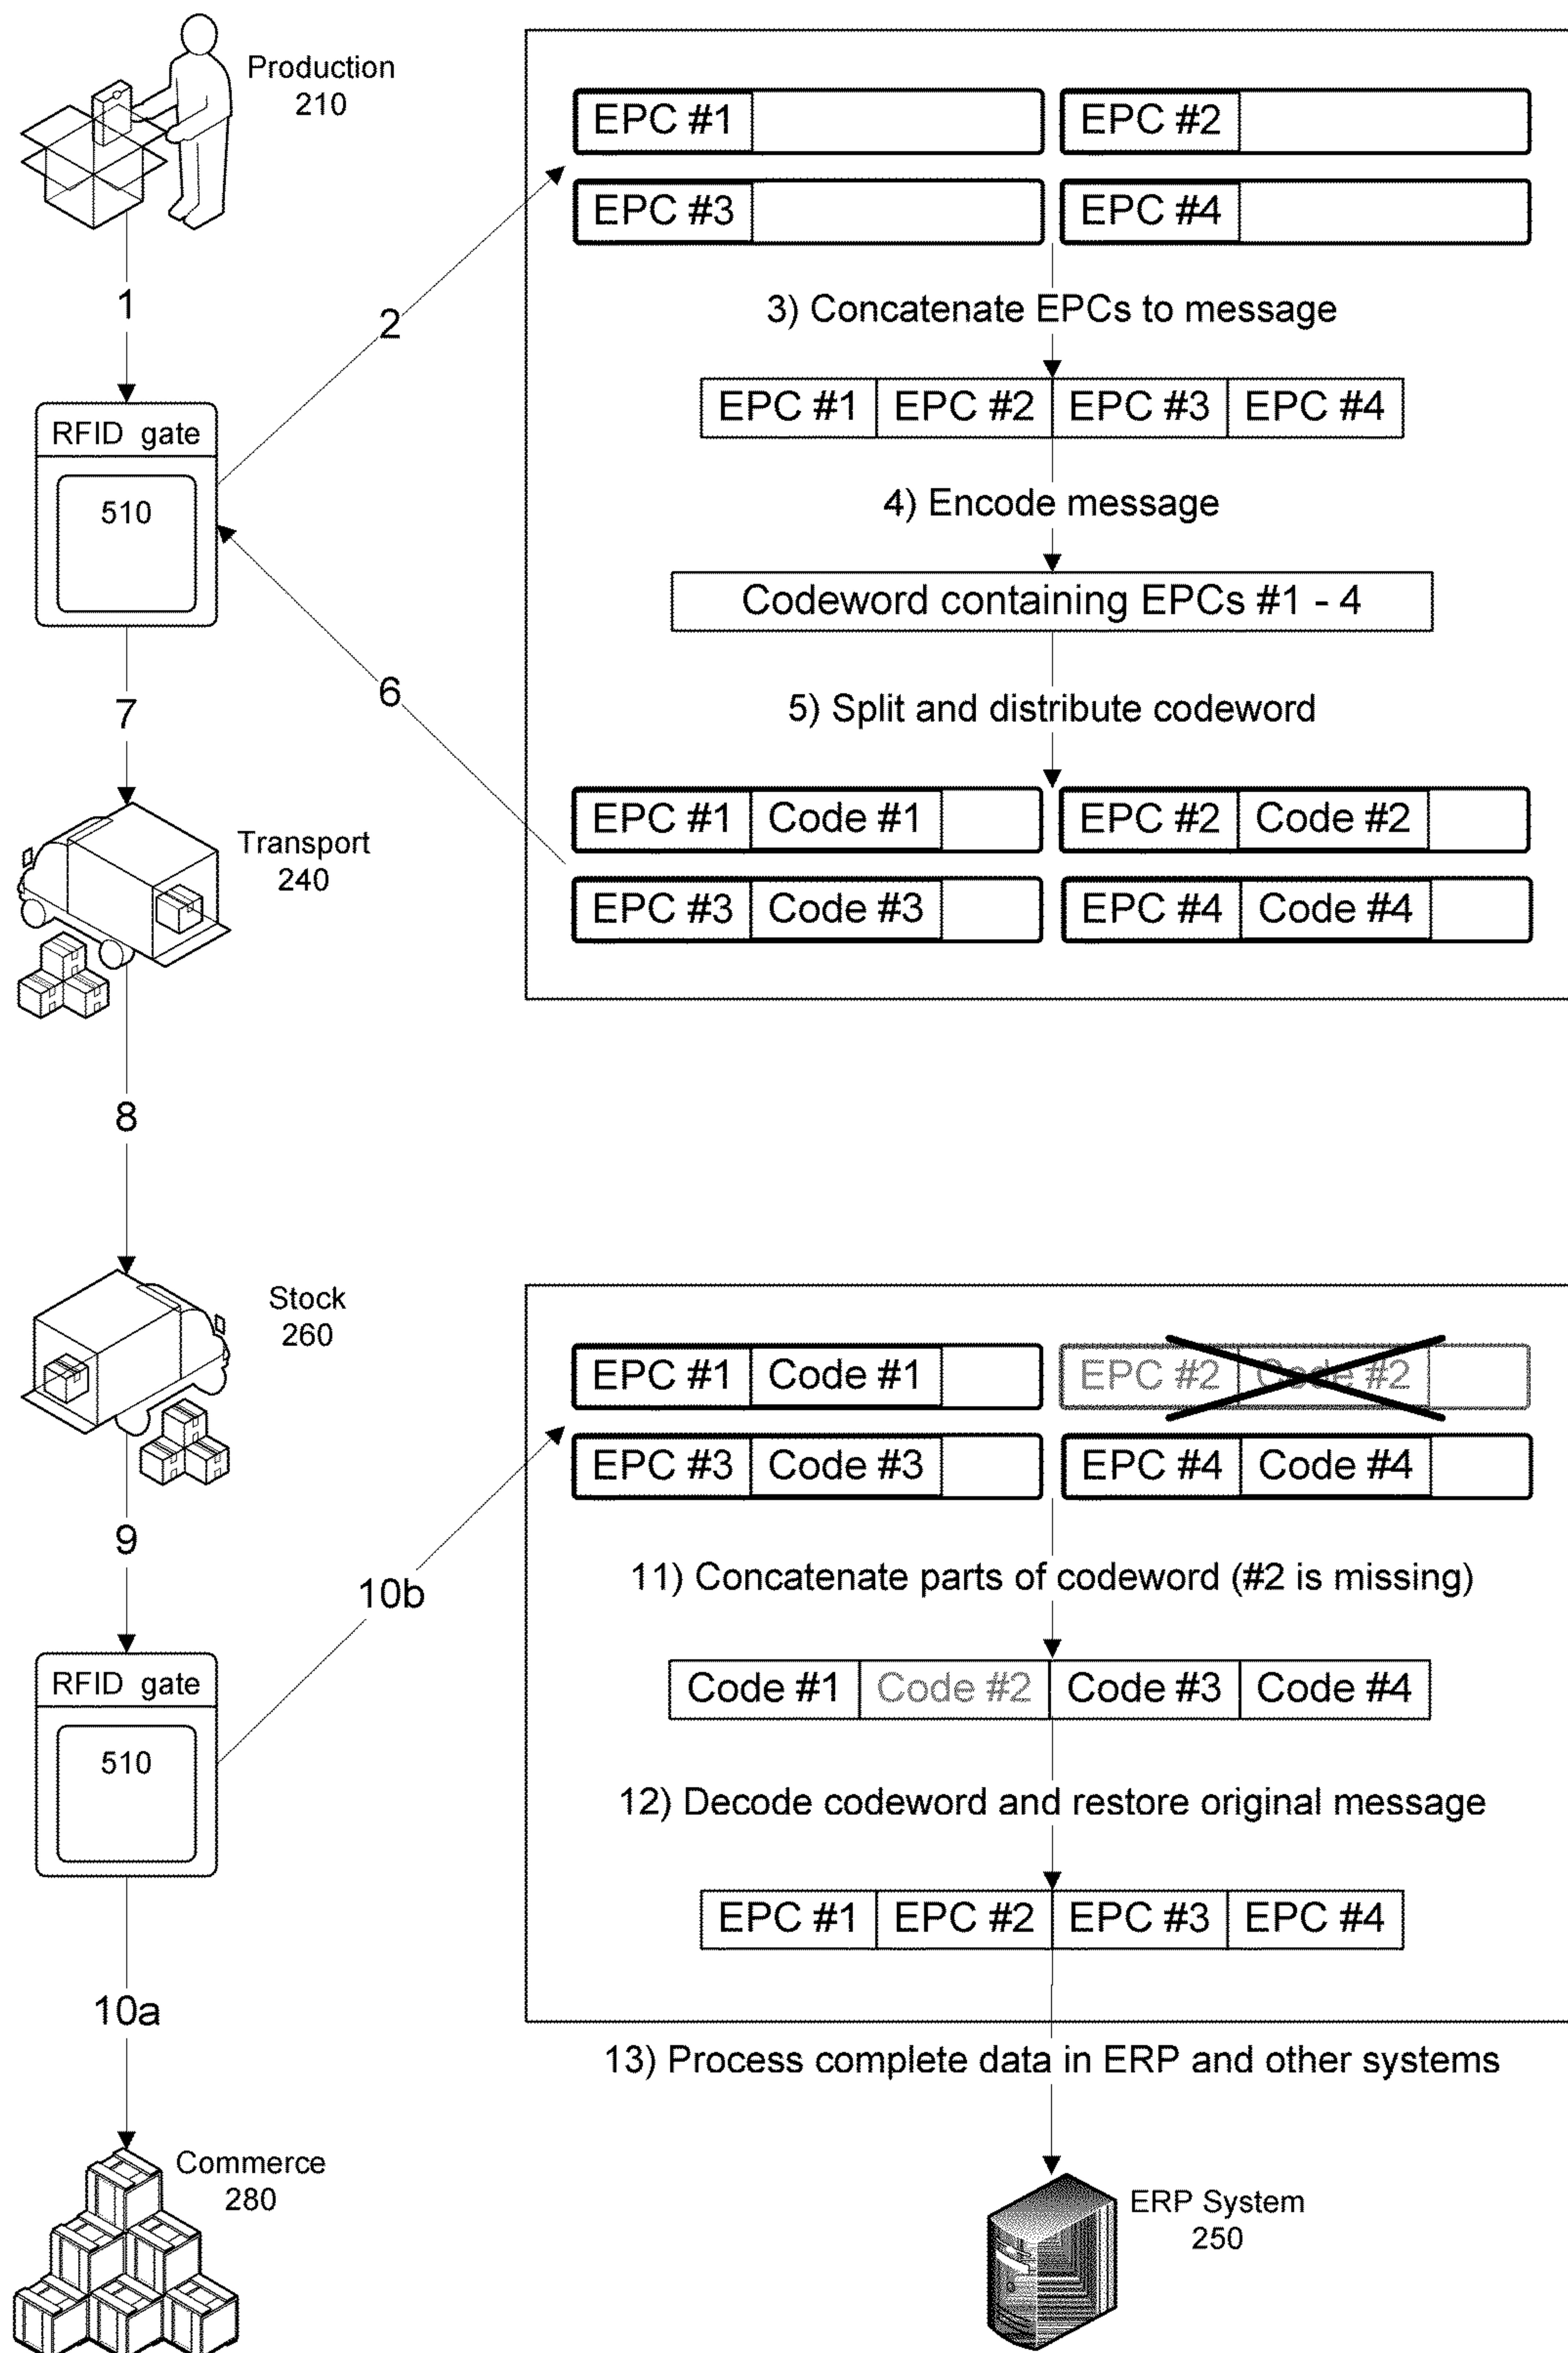 Production
210
1
RFID gate
510
2
EPC #1
EPC #2
EPC #3
EPC #4
3) Concatenate EPCs to message
EPC #1 EPC #2 EPC #3 EPC #4
4) Encode message
Codeword containing EPCs #1 - 4
5) Split and distribute codeword
EPC #1 Code #1
EPC #2 Code #2
EPC #3 Code #3
EPC #4 Code #4
6
7
Transport
240
8
Stock
260
9
RFID gate
510
10b
EPC #1 Code #1
EPC #2 Code #2
EPC #3 Code #3
EPC #4 Code #4
11) Concatenate parts of codeword (#2 is missing)
Code #1 Code #2 Code #3 Code #4
12) Decode codeword and restore original message
EPC #1 EPC #2 EPC #3 EPC #4
10a
13) Process complete data in ERP and other systems
Commerce
280
ERP System
250